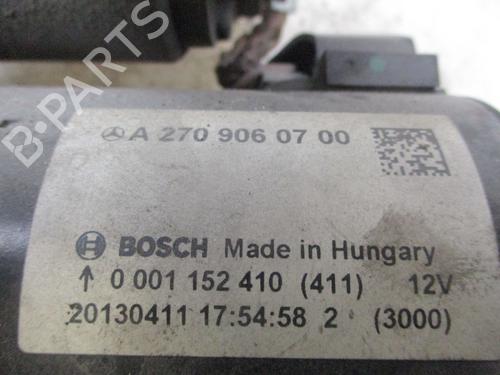 A 270 906 07 00
BOSCH Made in Hungary
↑ 0 001 152 410 (411) 12V
20130411 17:54:58 2 (3000)
B-PARTS